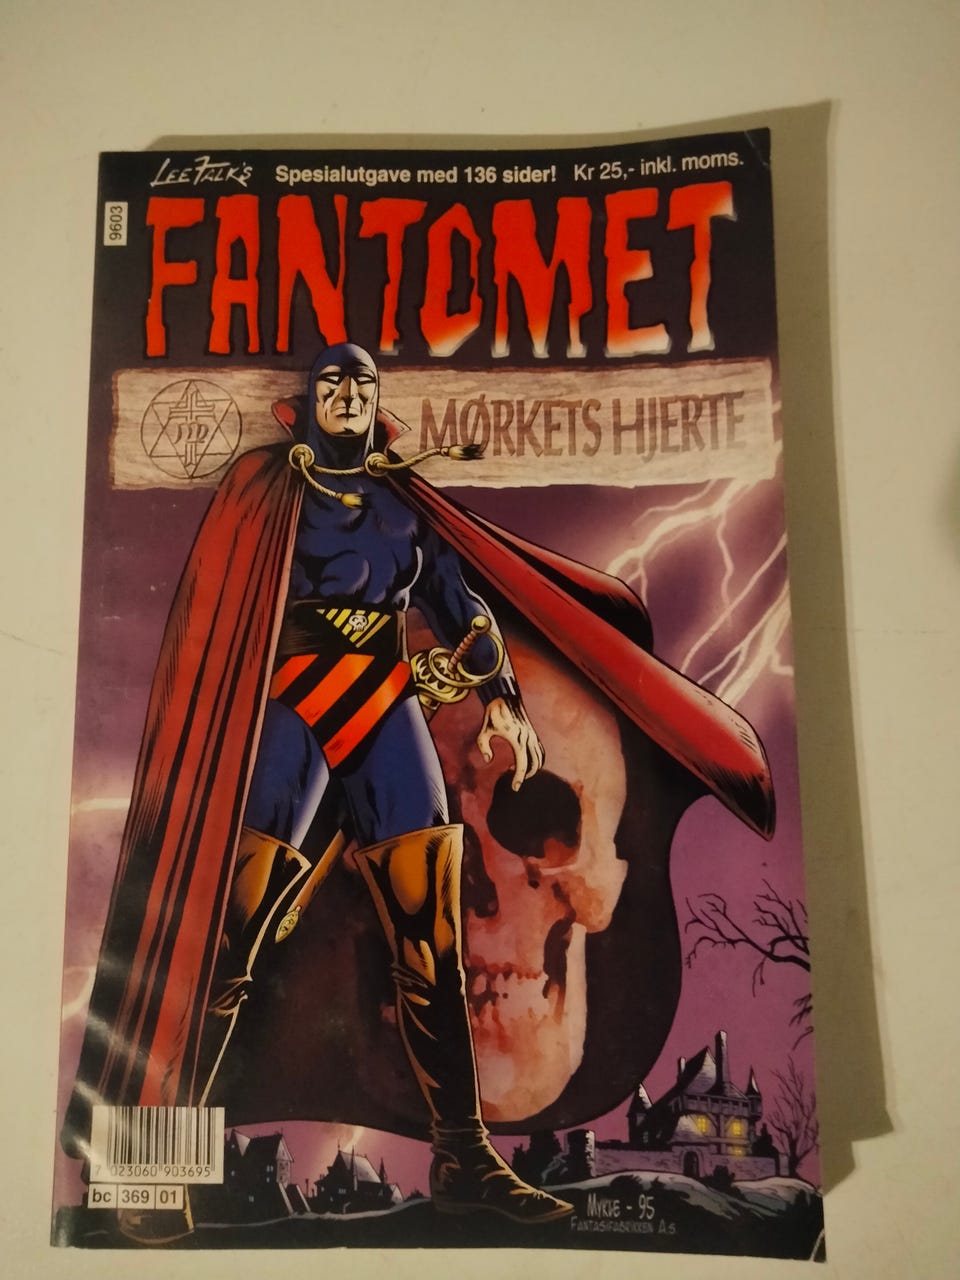 LEE FALK'S Spesialutgave med 136 sider! Kr 25,- inkl. moms.
9603
FANTOMET
MØRKETS HJERTE
7 023060 903695
bc 369 01
MYKLE - 95
FANTASIFABRIKKEN A.S.